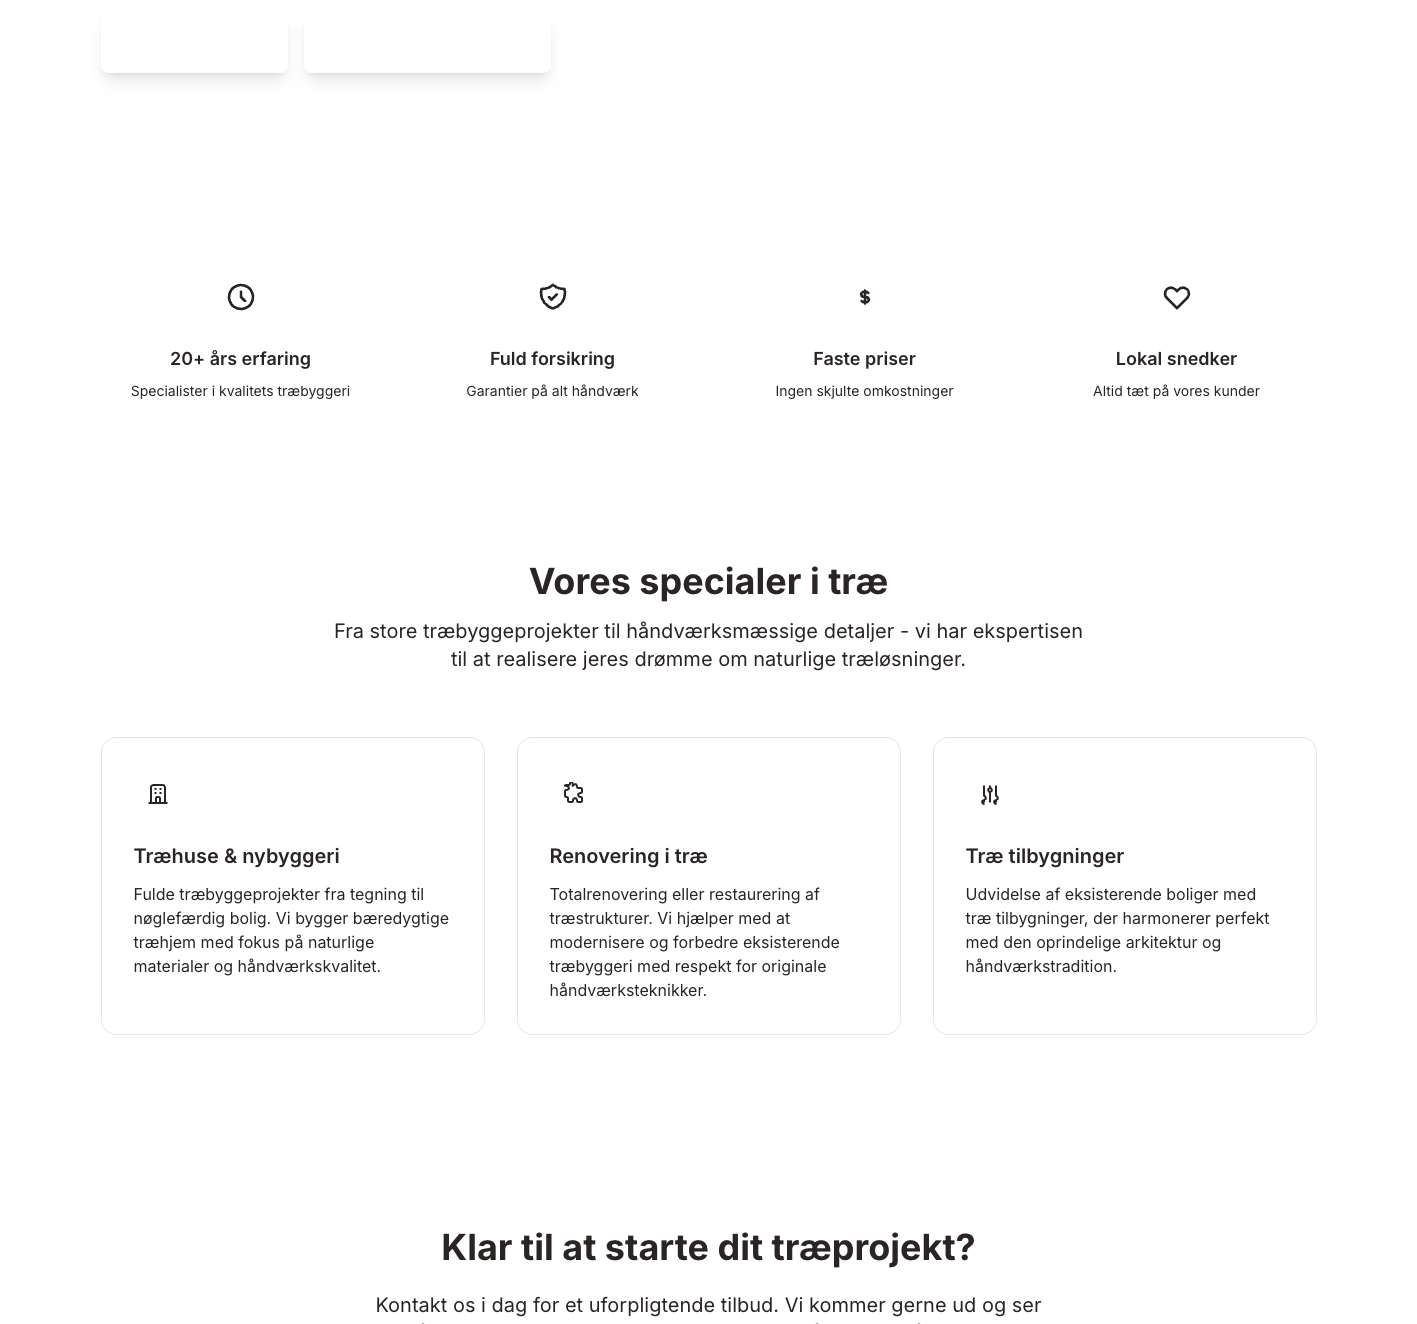 $
20+ års erfaring
Specialister i kvalitets træbyggeri
Fuld forsikring
Garantier på alt håndværk
Faste priser
Ingen skjulte omkostninger
Lokal snedker
Altid tæt på vores kunder
Vores specialer i træ
Fra store træbyggeprojekter til håndværksmæssige detaljer - vi har ekspertisen
til at realisere jeres drømme om naturlige træløsninger.
Træhuse & nybyggeri
Fulde træbyggeprojekter fra tegning til
nøglefærdig bolig. Vi bygger bæredygtige
træhjem med fokus på naturlige
materialer og håndværkskvalitet.
Renovering i træ
Totalrenovering eller restaurering af
træstrukturer. Vi hjælper med at
modernisere og forbedre eksisterende
træbyggeri med respekt for originale
håndværksteknikker.
Træ tilbygninger
Udvidelse af eksisterende boliger med
træ tilbygninger, der harmonerer perfekt
med den oprindelige arkitektur og
håndværkstradition.
Klar til at starte dit træprojekt?
Kontakt os i dag for et uforpligtende tilbud. Vi kommer gerne ud og ser